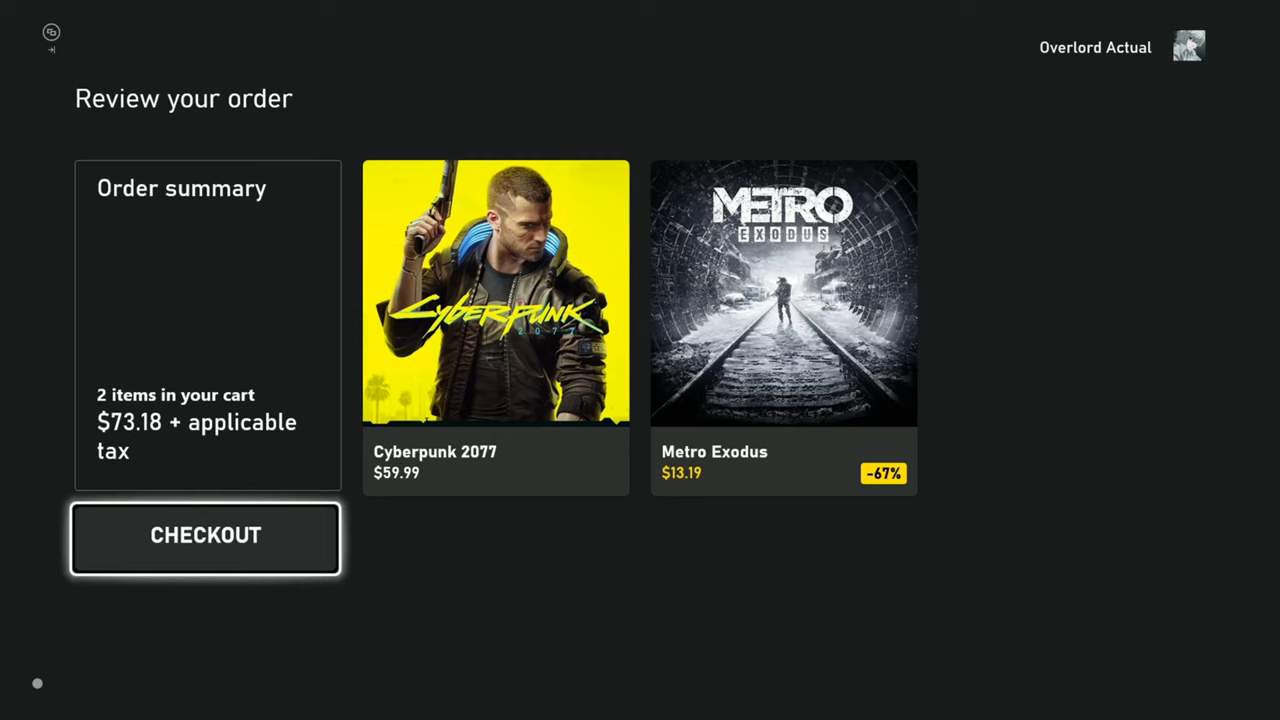 Overlord Actual
Review your order
Order summary
2 items in your cart
$73.18 + applicable
tax
CHECKOUT
CYBERPUNK
2077
Cyberpunk 2077
$59.99
METRO
EXODUS
Metro Exodus
$13.19
-67%